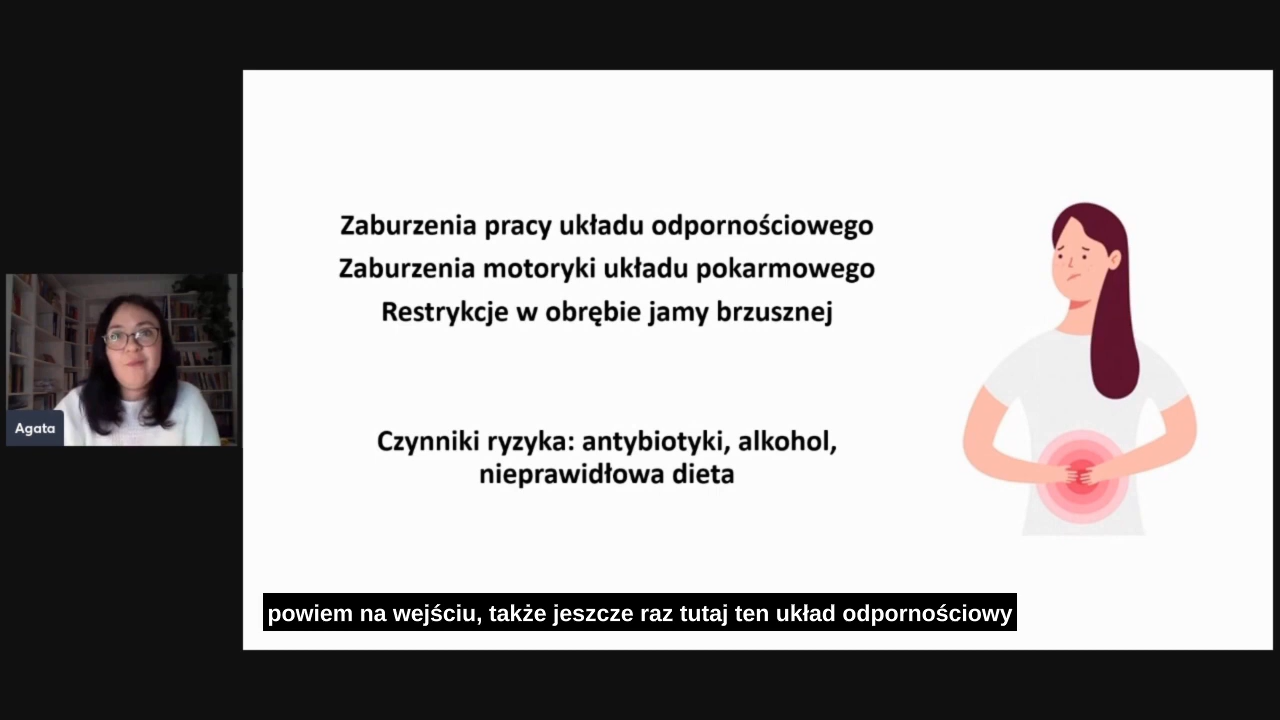 Zaburzenia pracy układu odpornościowego
Zaburzenia motoryki układu pokarmowego
Restrykcje w obrębie jamy brzusznej
Czynniki ryzyka: antybiotyki, alkohol,
nieprawidłowa dieta
Agata
powiem na wejściu, także jeszcze raz tutaj ten układ odpornościowy